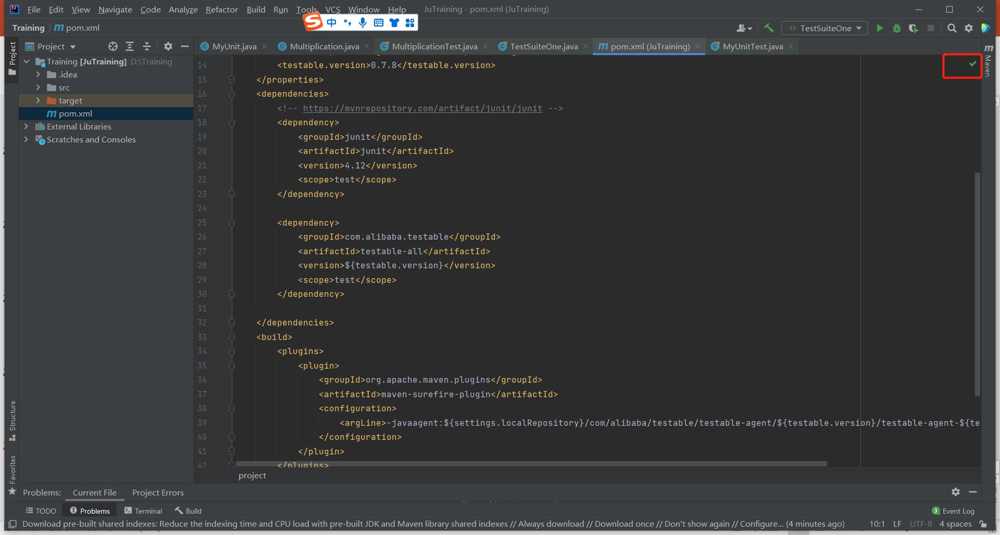 File Edit View Navigate Code Analyze Refactor Build Run Tools VCS Window Help JuTraining - pom.xml (JuTraining)
中
Training m pom.xml
TestSuiteOne
Project
MyUnit.java Multiplication.java MultiplicationTest.java TestSuiteOne.java pom.xml (JuTraining) MyUnitTest.java
Project
Maven
Training [JuTraining] D:\Training
.idea
src
target
pom.xml
External Libraries
Scratches and Consoles
14 <testable.version>0.7.8</testable.version>
15 </properties>
16 <dependencies>
17 <!-- https://mvnrepository.com/artifact/junit/junit -->
18 <dependency>
19 <groupId>junit</groupId>
20 <artifactId>junit</artifactId>
21 <version>4.12</version>
22 <scope>test</scope>
23 </dependency>
24
25 <dependency>
26 <groupId>com.alibaba.testable</groupId>
27 <artifactId>testable-all</artifactId>
28 <version>${testable.version}</version>
29 <scope>test</scope>
30 </dependency>
31
32 </dependencies>
33 <build>
34 <plugins>
35 <plugin>
36 <groupId>org.apache.maven.plugins</groupId>
37 <artifactId>maven-surefire-plugin</artifactId>
38 <configuration>
39 <argLine>-javaagent:${settings.localRepository}/com/alibaba/testable/testable-agent/${testable.version}/testable-agent-${te
40 </configuration>
41 </plugin>
42 </plugins>
project
Structure
Favorites
Problems: Current File Project Errors
TODO Problems Terminal Build 3 Event Log
Download pre-built shared indexes: Reduce the indexing time and CPU load with pre-built JDK and Maven library shared indexes // Always download // Download once // Don't show again // Configure... (4 minutes ago) 10:1 LF UTF-8 4 spaces